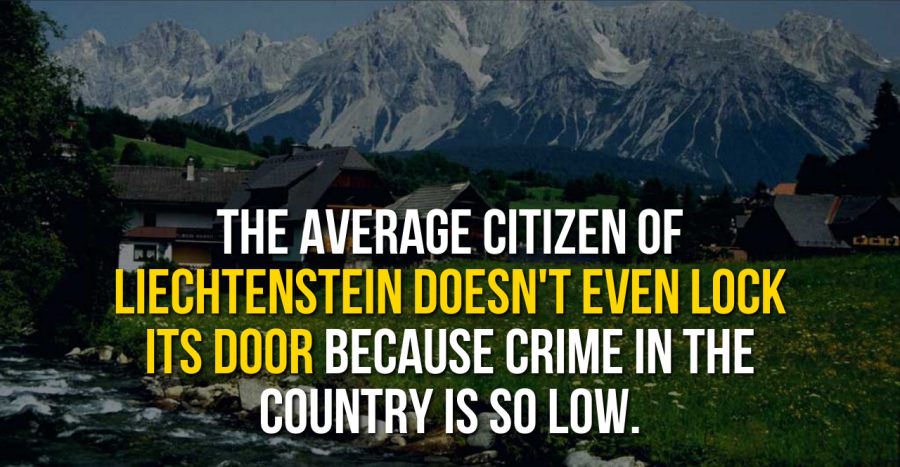 THE AVERAGE CITIZEN OF
LIECHTENSTEIN DOESN'T EVEN LOCK
ITS DOOR BECAUSE CRIME IN THE
COUNTRY IS SO LOW.